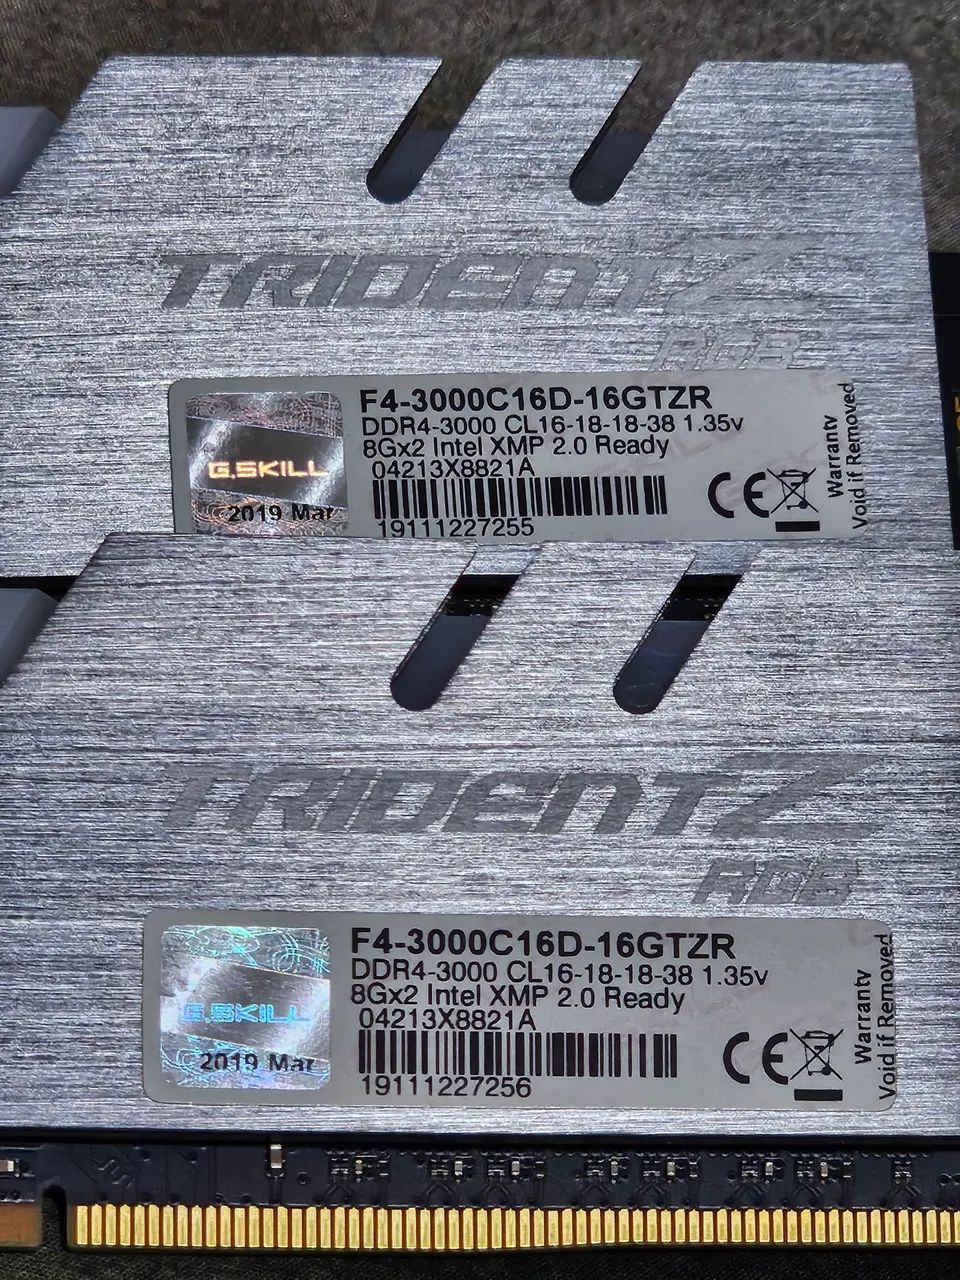 TRIDENTZ
RGB
F4-3000C16D-16GTZR
DDR4-3000 CL16-18-18-38 1.35v
8Gx2 Intel XMP 2.0 Ready
04213X8821A
19111227255
G.SKILL
2019 Mar
CE
Warranty
Void if Removed
TRIDENTZ
RGB
F4-3000C16D-16GTZR
DDR4-3000 CL16-18-18-38 1.35v
8Gx2 Intel XMP 2.0 Ready
04213X8821A
19111227256
G.SKILL
2019 Mar
CE
Warranty
Void if Removed